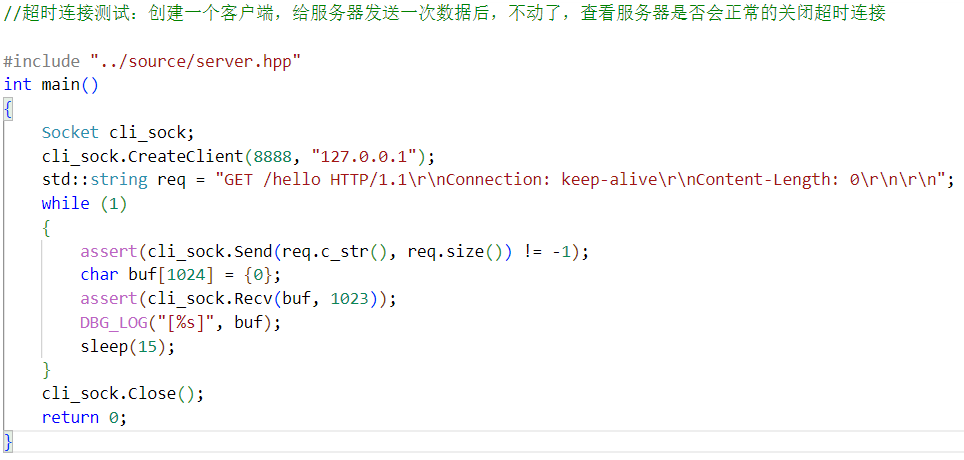 //超时连接测试：创建一个客户端，给服务器发送一次数据后，不动了，查看服务器是否会正常的关闭超时连接
#include "../source/server.hpp"
int main()
{
    Socket cli_sock;
    cli_sock.CreateClient(8888, "127.0.0.1");
    std::string req = "GET /hello HTTP/1.1\r\nConnection: keep-alive\r\nContent-Length: 0\r\n\r\n";
    while (1)
    {
        assert(cli_sock.Send(req.c_str(), req.size()) != -1);
        char buf[1024] = {0};
        assert(cli_sock.Recv(buf, 1023));
        DBG_LOG("[%s]", buf);
        sleep(15);
    }
    cli_sock.Close();
    return 0;
}